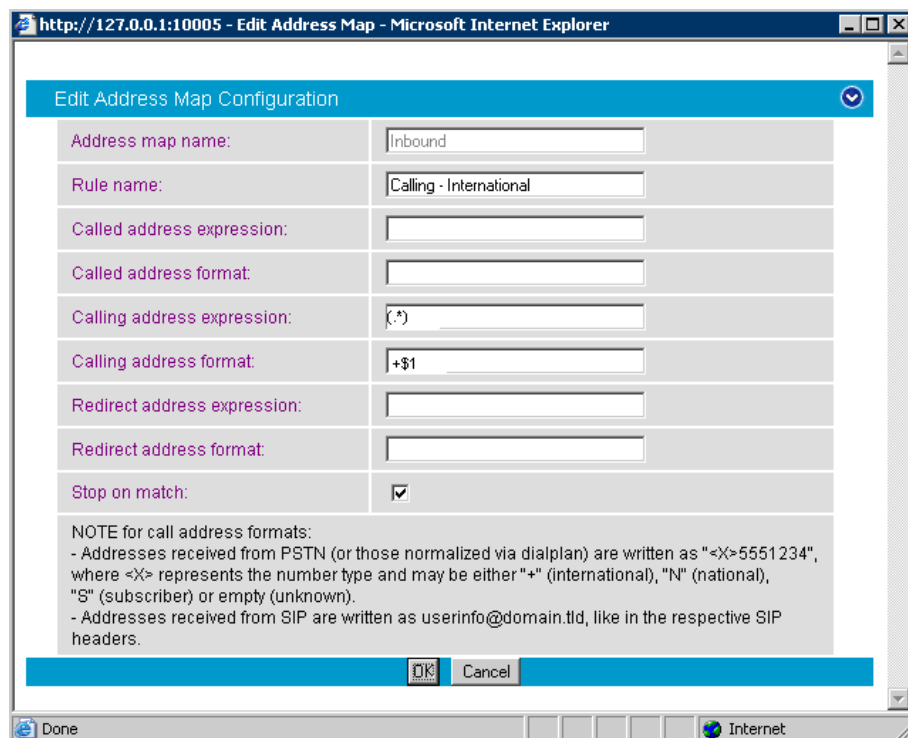 http://127.0.0.1:10005 - Edit Address Map - Microsoft Internet Explorer
Edit Address Map Configuration
Address map name: Inbound
Rule name: Calling - International
Called address expression:
Called address format:
Calling address expression: (.*)
Calling address format: +$1
Redirect address expression:
Redirect address format:
Stop on match:
NOTE for call address formats:
- Addresses received from PSTN (or those normalized via dialplan) are written as "<X>5551234",
where <X> represents the number type and may be either "+" (international), "N" (national),
"S" (subscriber) or empty (unknown).
- Addresses received from SIP are written as userinfo@domain.tld, like in the respective SIP
headers.
OK Cancel
Done Internet